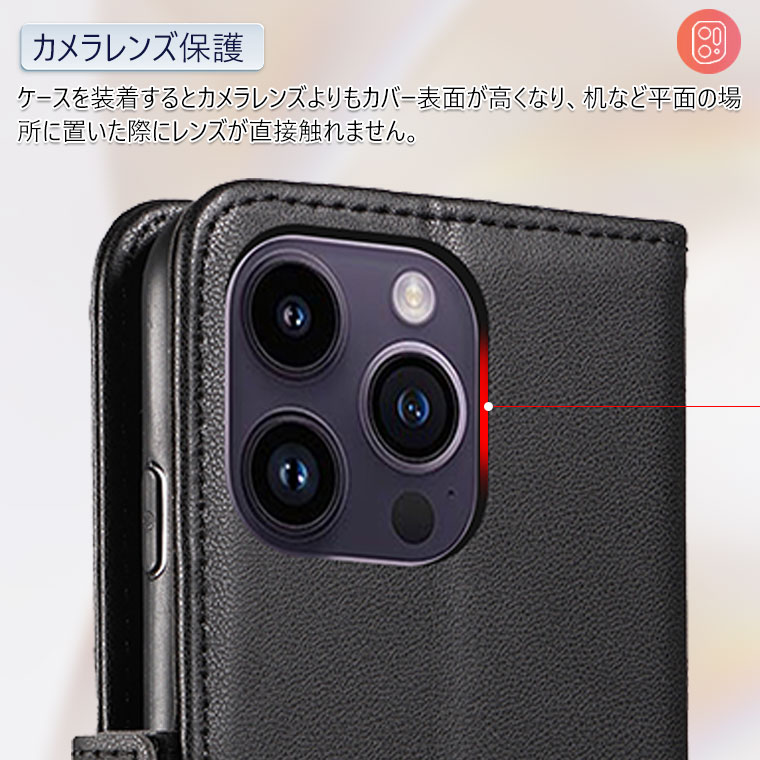 カメラレンズ保護
ケースを装着するとカメラレンズよりもカバー表面が高くなり、机など平面の場
所に置いた際にレンズが直接触れません。